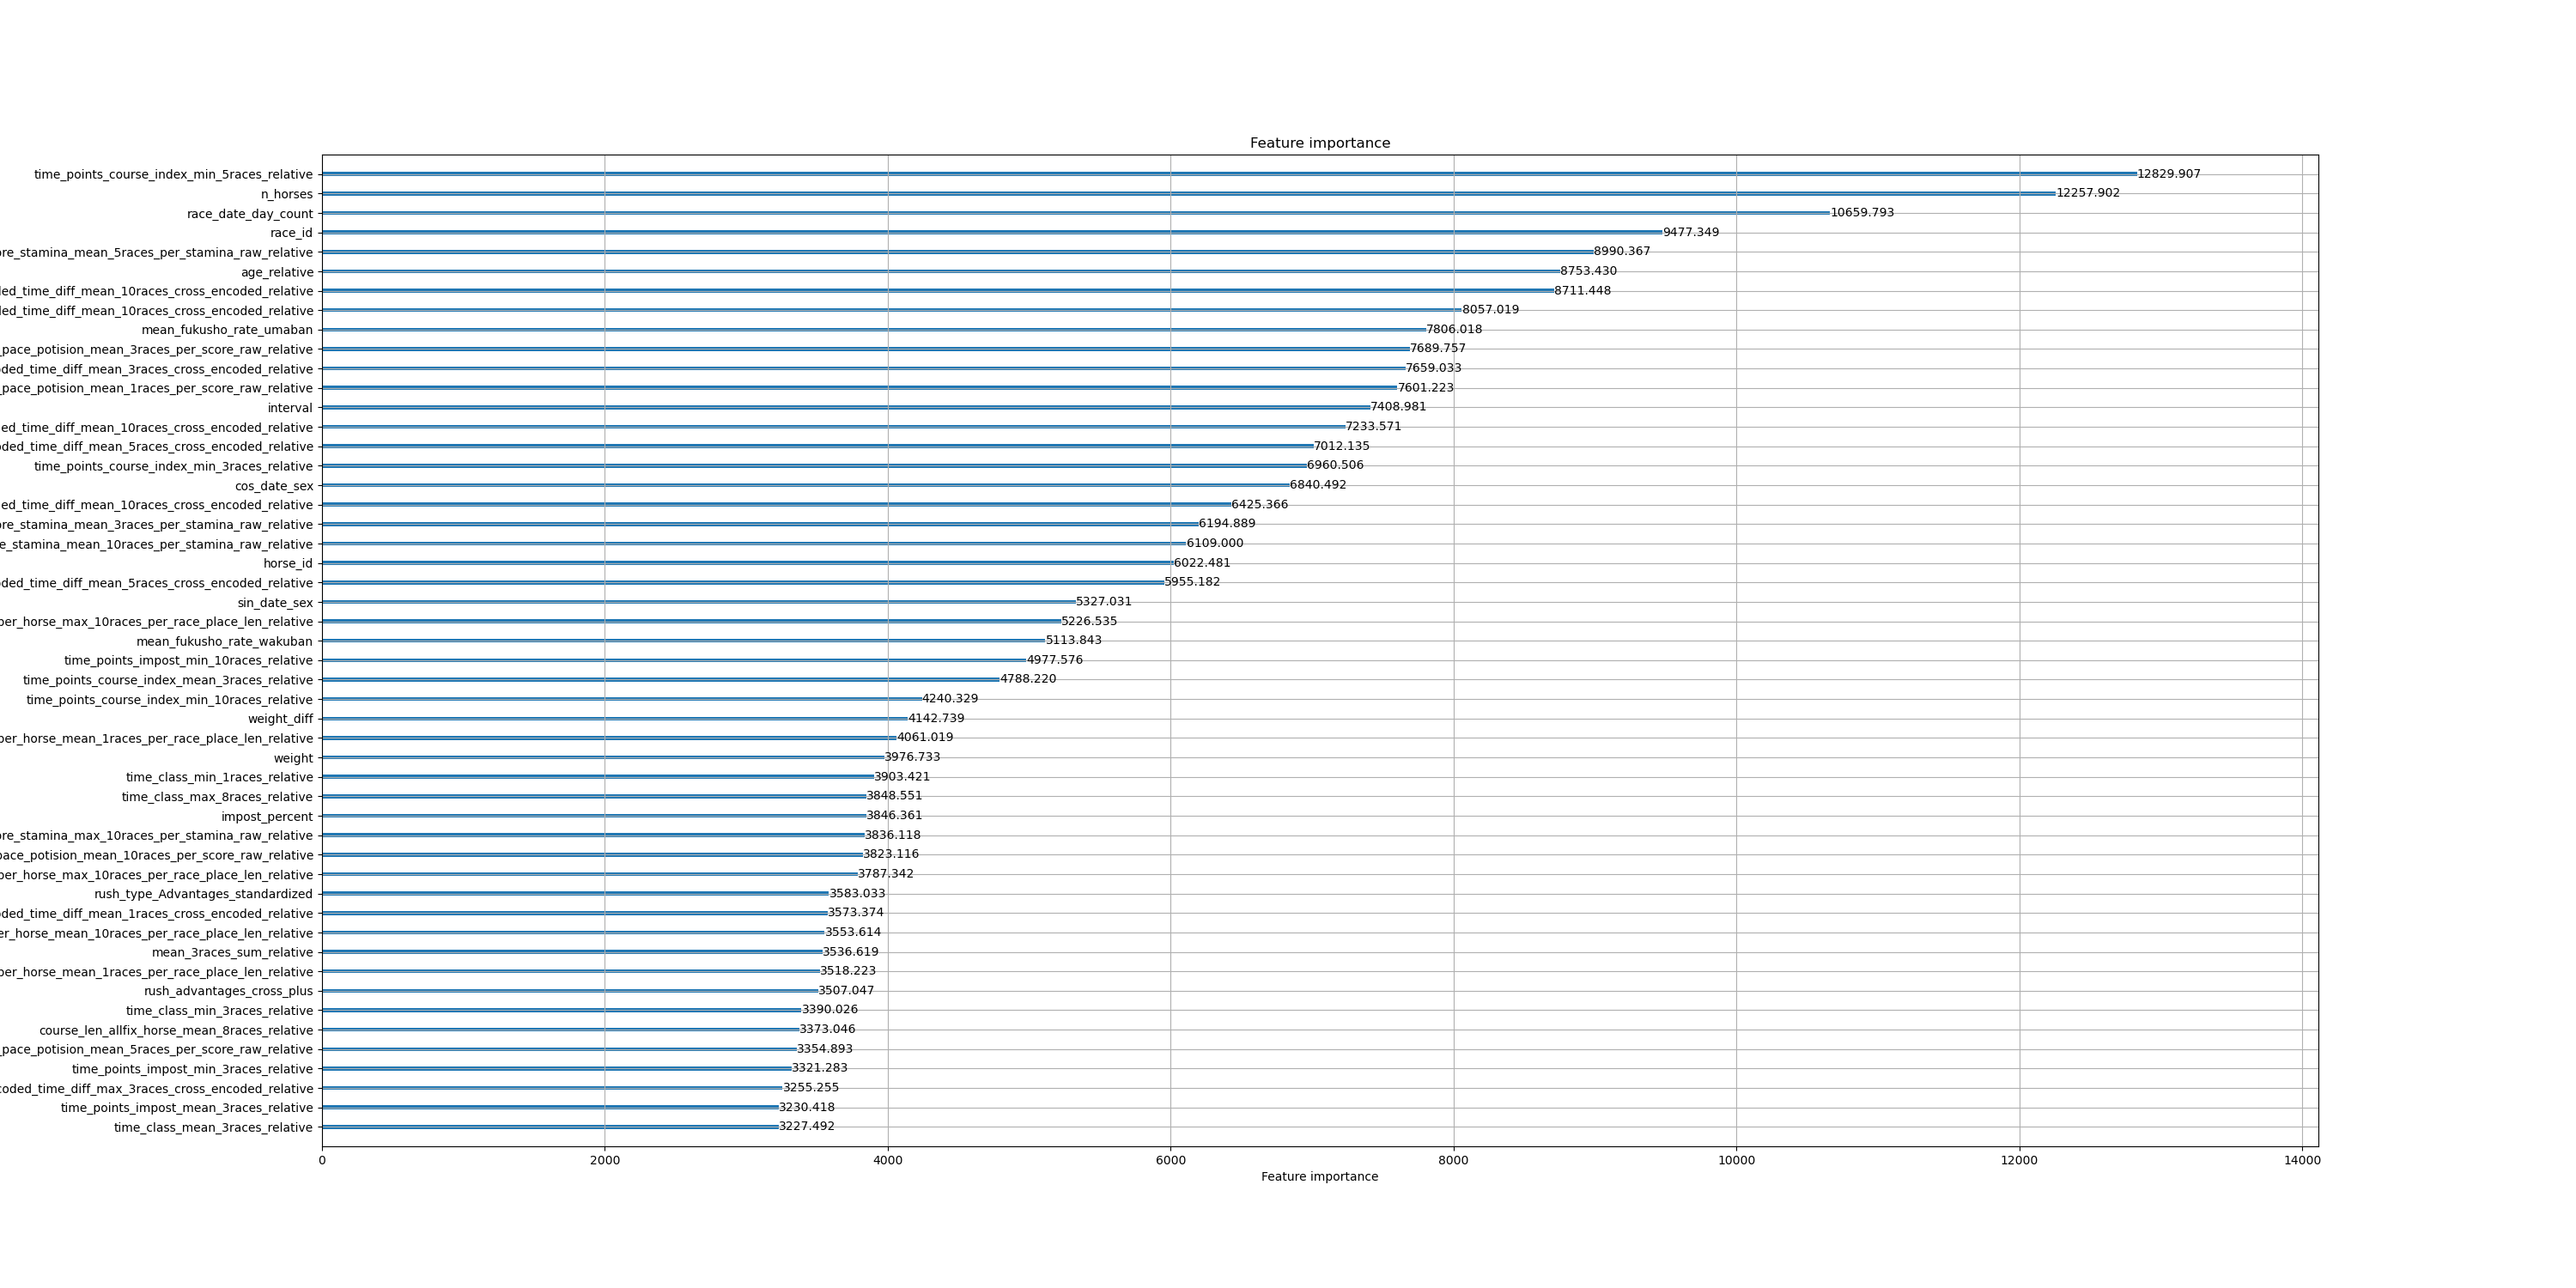 Feature importance
time_points_course_index_min_5races_relative 12829.907
n_horses 12257.902
race_date_day_count 10659.793
race_id 9477.349
ore_stamina_mean_5races_per_stamina_raw_relative 8990.367
age_relative 8753.430
led_time_diff_mean_10races_cross_encoded_relative 8711.448
led_time_diff_mean_10races_cross_encoded_relative 8057.019
mean_fukusho_rate_umaban 7806.018
_pace_potision_mean_3races_per_score_raw_relative 7689.757
ded_time_diff_mean_3races_cross_encoded_relative 7659.033
_pace_potision_mean_1races_per_score_raw_relative 7601.223
interval 7408.981
ed_time_diff_mean_10races_cross_encoded_relative 7233.571
oded_time_diff_mean_5races_cross_encoded_relative 7012.135
time_points_course_index_min_3races_relative 6960.506
cos_date_sex 6840.492
ed_time_diff_mean_10races_cross_encoded_relative 6425.366
ore_stamina_mean_3races_per_stamina_raw_relative 6194.889
e_stamina_mean_10races_per_stamina_raw_relative 6109.000
horse_id 6022.481
ded_time_diff_mean_5races_cross_encoded_relative 5955.182
sin_date_sex 5327.031
per_horse_max_10races_per_race_place_len_relative 5226.535
mean_fukusho_rate_wakuban 5113.843
time_points_impost_min_10races_relative 4977.576
time_points_course_index_mean_3races_relative 4788.220
time_points_course_index_min_10races_relative 4240.329
weight_diff 4142.739
per_horse_mean_1races_per_race_place_len_relative 4061.019
weight 3976.733
time_class_min_1races_relative 3903.421
time_class_max_8races_relative 3848.551
impost_percent 3846.361
ore_stamina_max_10races_per_stamina_raw_relative 3836.118
pace_potision_mean_10races_per_score_raw_relative 3823.116
per_horse_max_10races_per_race_place_len_relative 3787.342
rush_type_Advantages_standardized 3583.033
ded_time_diff_mean_1races_cross_encoded_relative 3573.374
er_horse_mean_10races_per_race_place_len_relative 3553.614
mean_3races_sum_relative 3536.619
per_horse_mean_1races_per_race_place_len_relative 3518.223
rush_advantages_cross_plus 3507.047
time_class_min_3races_relative 3390.026
course_len_allfix_horse_mean_8races_relative 3373.046
_pace_potision_mean_5races_per_score_raw_relative 3354.893
time_points_impost_min_3races_relative 3321.283
coded_time_diff_max_3races_cross_encoded_relative 3255.255
time_points_impost_mean_3races_relative 3230.418
time_class_mean_3races_relative 3227.492
0 2000 4000 6000 8000 10000 12000 14000
Feature importance